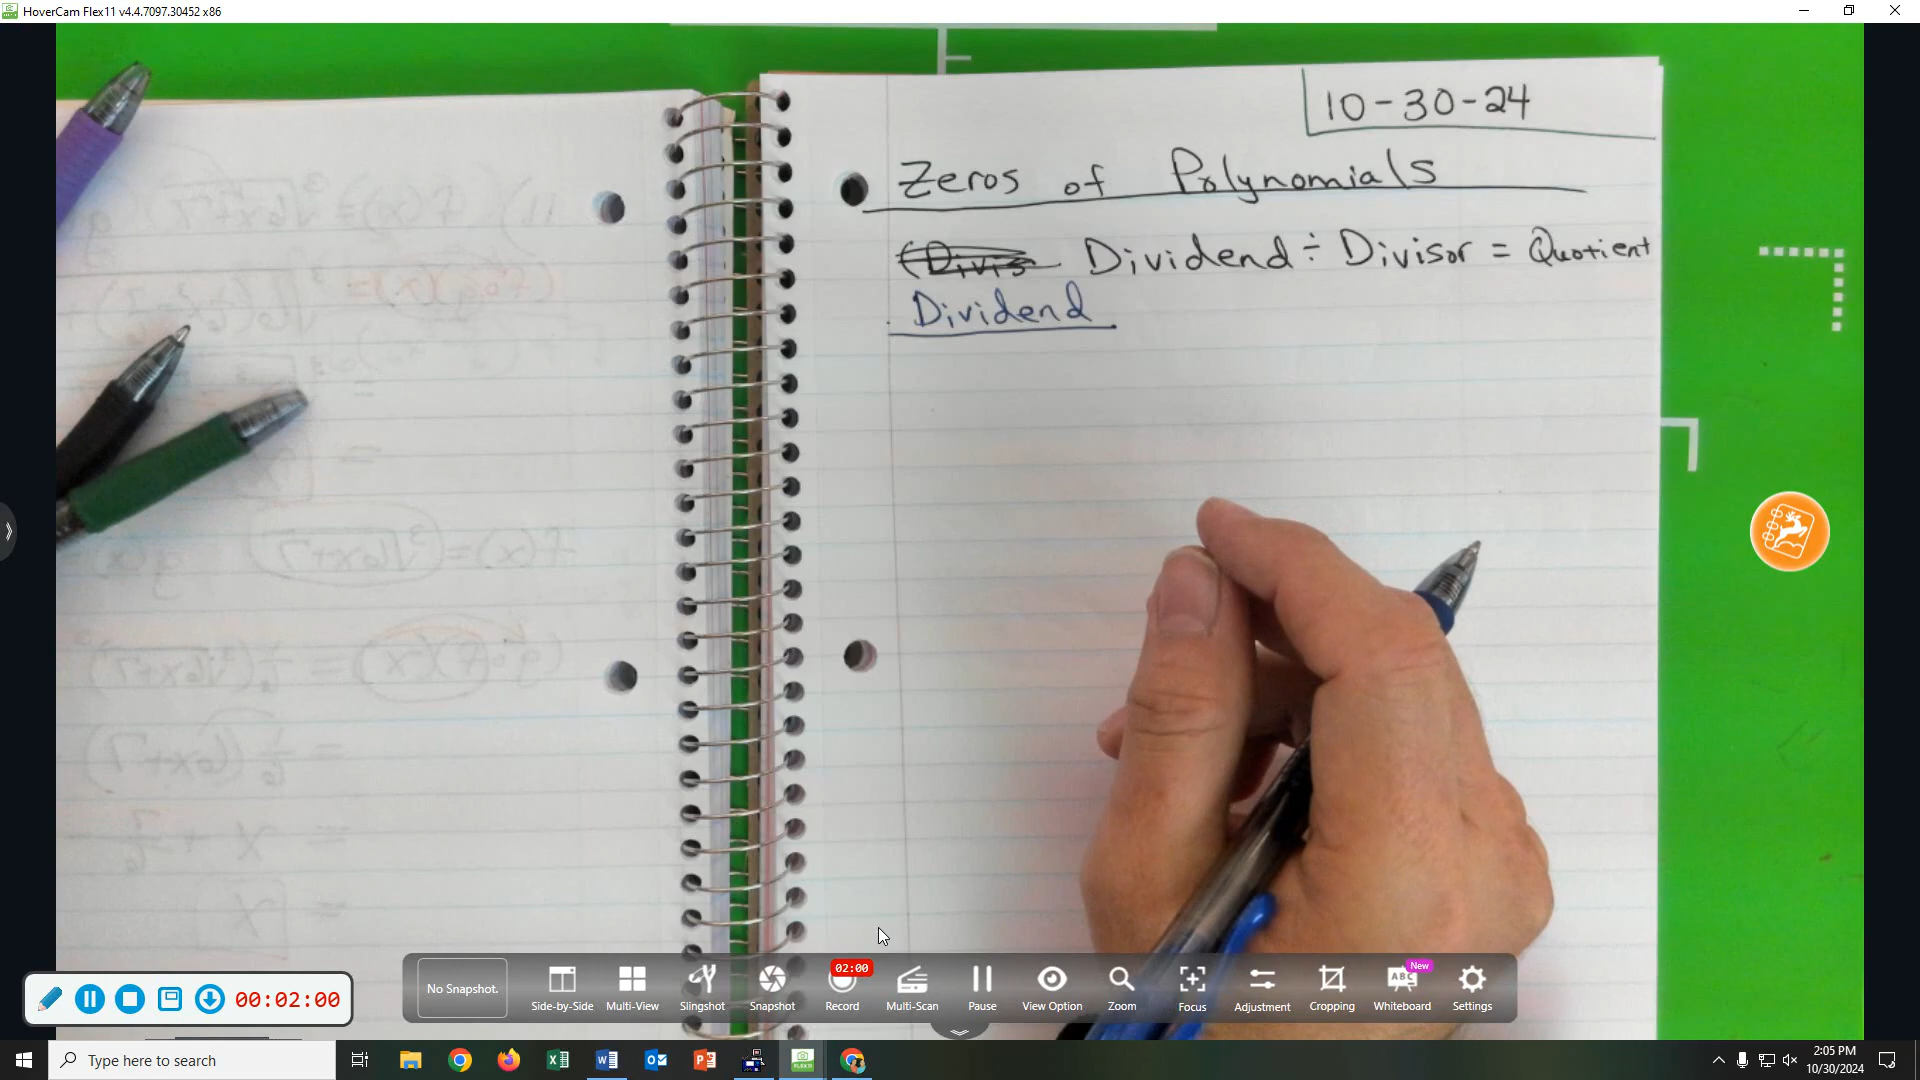 HoverCam Flex11 v4.4.7097.30452 x86
10-30-24
Zeros of Polynomials
Dividend ÷ Divisor = Quotient
Dividend
No Snapshot.
Side-by-Side
Multi-View
Slingshot
Snapshot
02:00
Record
Multi-Scan
Pause
View Option
Zoom
Focus
Adjustment
Cropping
New
ABC
Whiteboard
Settings
00:02:00
Type here to search
2:05 PM
10/30/2024